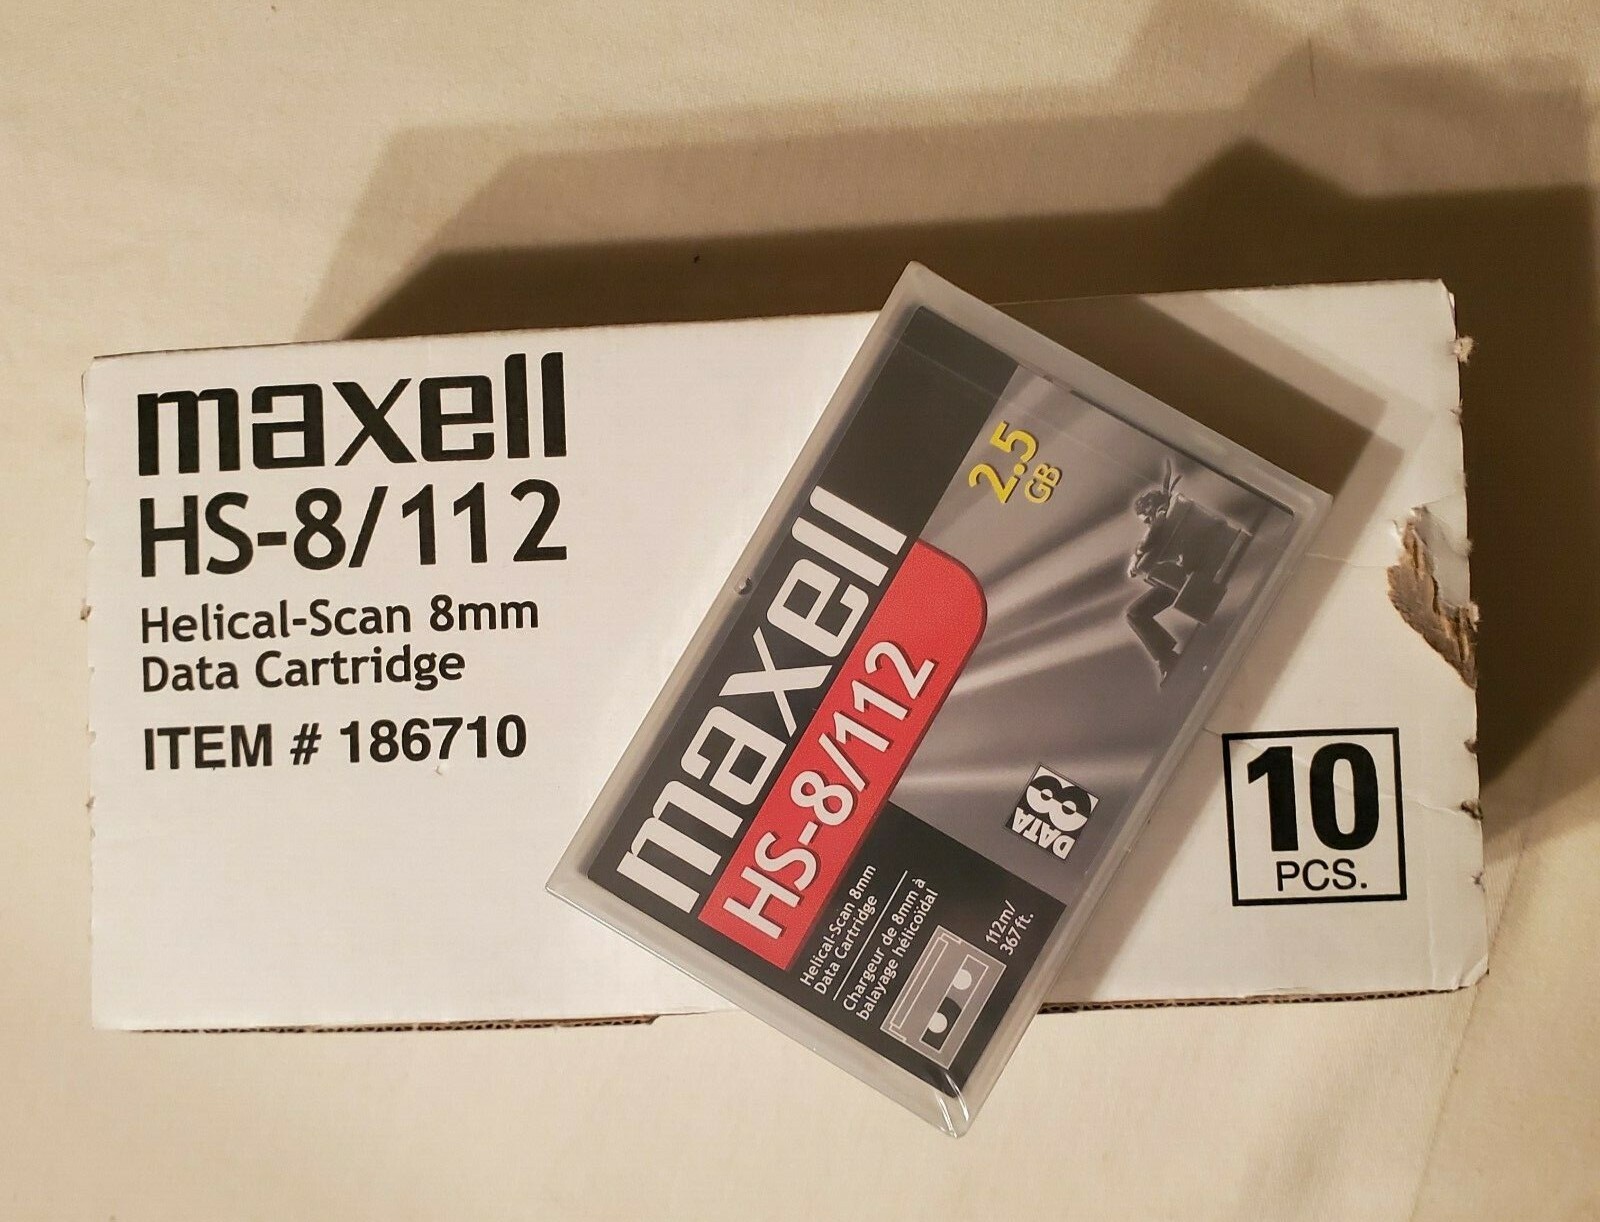 maxell
HS-8/112
Helical-Scan 8mm
Data Cartridge
ITEM # 186710
10
PCS.
maxell
HS-8/112
2.5
GB
DATA
8
Helical-Scan 8mm
Data Cartridge
Chargeur de 8mm à
balayage hélicoïdal
112m/
367ft.